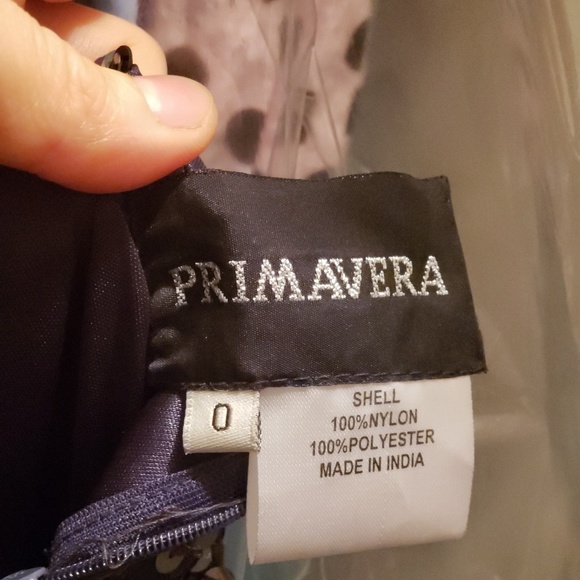 PRIMAVERA
0
SHELL
100%NYLON
100%POLYESTER
MADE IN INDIA